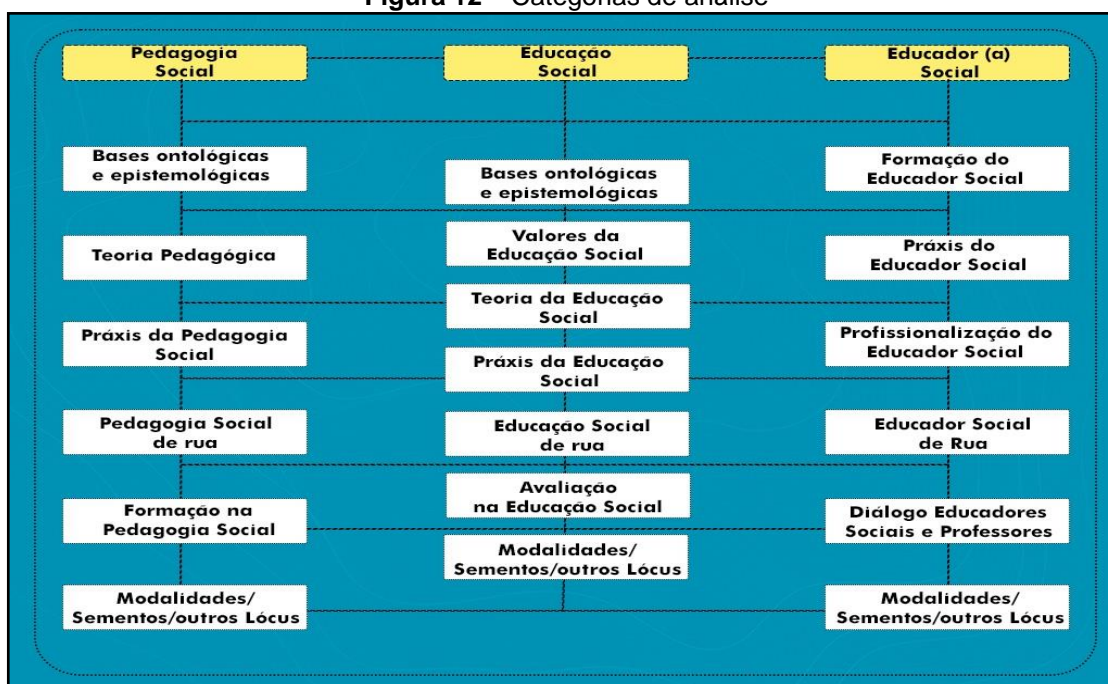 Figura 12 – Categorias de análise
Pedagogia
Social
Educação
Social
Educador (a)
Social
Bases ontológicas
e epistemológicas
Teoria Pedagógica
Práxis da Pedagogia
Social
Pedagogia Social
de rua
Formação na
Pedagogia Social
Modalidades/
Sementos/outros Lócus
Bases ontológicas
e epistemológicas
Valores da
Educação Social
Teoria da Educação
Social
Práxis da Educação
Social
Educação Social
de rua
Avaliação
na Educação Social
Modalidades/
Sementos/outros Lócus
Formação do
Educador Social
Práxis do
Educador Social
Profissionalização do
Educador Social
Educador Social
de Rua
Diálogo Educadores
Sociais e Professores
Modalidades/
Sementos/outros Lócus